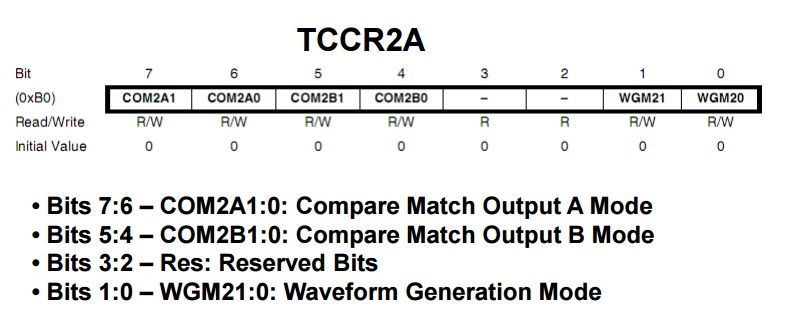 TCCR2A
Bit 7 6 5 4 3 2 1 0
(0xB0) COM2A1 COM2A0 COM2B1 COM2B0 – – WGM21 WGM20
Read/Write R/W R/W R/W R/W R R R/W R/W
Initial Value 0 0 0 0 0 0 0 0
• Bits 7:6 – COM2A1:0: Compare Match Output A Mode
• Bits 5:4 – COM2B1:0: Compare Match Output B Mode
• Bits 3:2 – Res: Reserved Bits
• Bits 1:0 – WGM21:0: Waveform Generation Mode